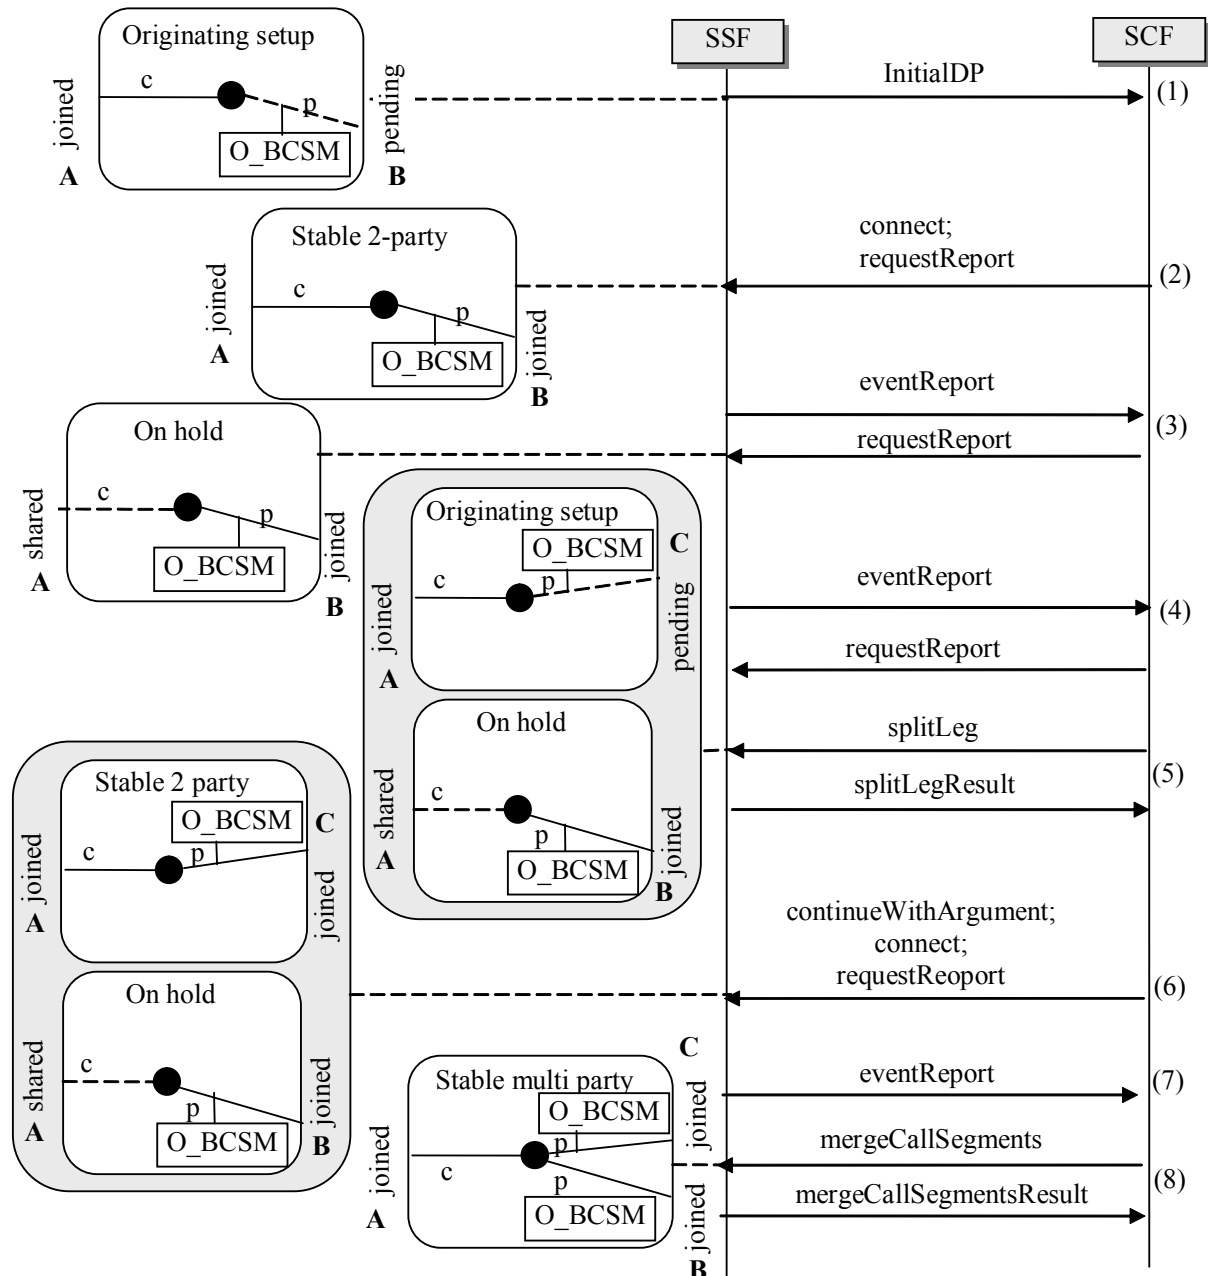 Originating setup
c
p
O_BCSM
joined
A
pending
B
SSF
SCF
InitialDP
(1)
Stable 2-party
c
p
O_BCSM
joined
A
joined
B
connect;
requestReport
(2)
eventReport
(3)
requestReport
On hold
c
p
O_BCSM
shared
A
joined
B
Originating setup
O_BCSM
C
c
p
joined
A
pending
eventReport
(4)
requestReport
On hold
c
p
O_BCSM
shared
A
joined
B
splitLeg
(5)
splitLegResult
Stable 2 party
O_BCSM
C
c
p
joined
A
joined
On hold
c
p
O_BCSM
shared
A
joined
B
continueWithArgument;
connect;
requestReoport
(6)
C
Stable multi party
O_BCSM
p
c
p
O_BCSM
joined
A
joined
joined
B
eventReport
(7)
mergeCallSegments
(8)
mergeCallSegmentsResult